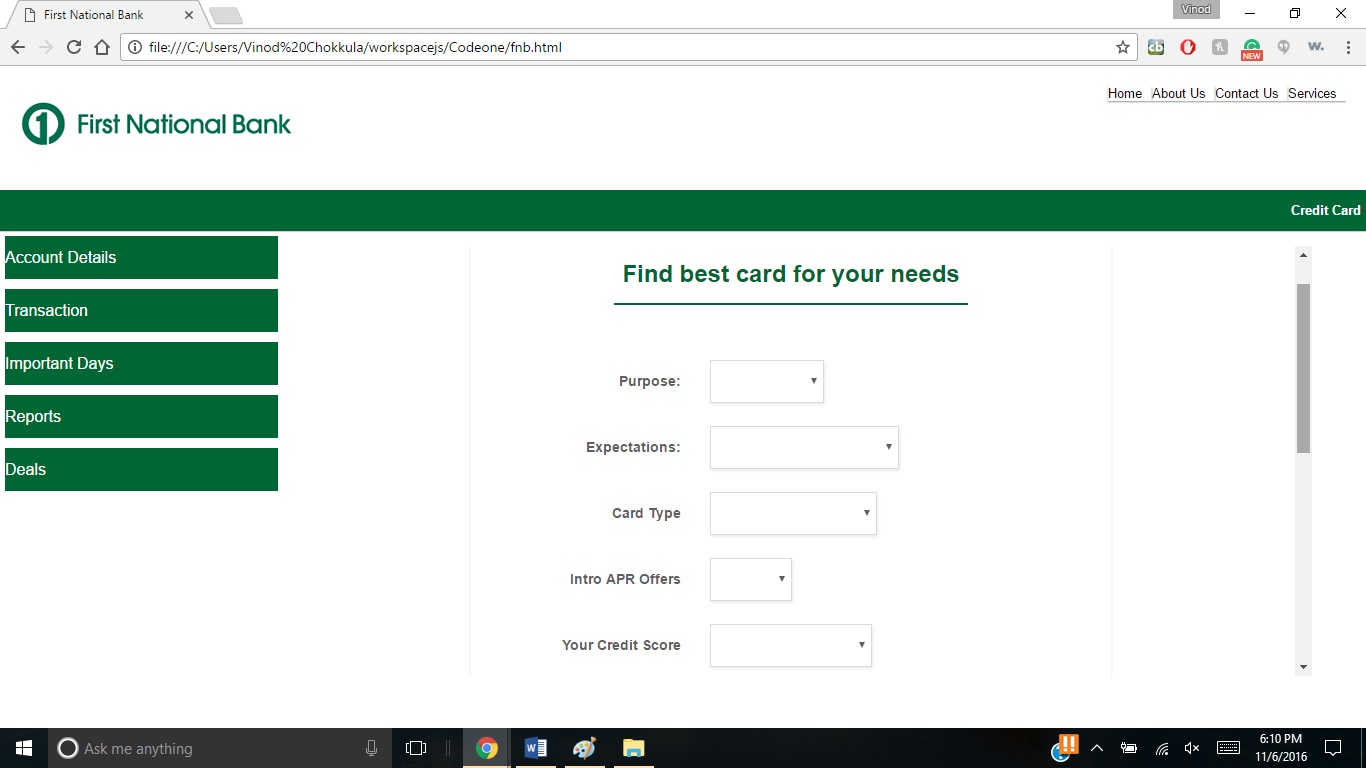 First National Bank
Vinod
file:///C:/Users/Vinod%20Chokkula/workspacejs/Codeone/fnb.html
cb
h
NEW
W.
Home About Us Contact Us Services
1 First National Bank
Credit Card
Account Details
Transaction
Important Days
Reports
Deals
Find best card for your needs
Purpose:
Expectations:
Card Type
Intro APR Offers
Your Credit Score
Ask me anything
6:10 PM
11/6/2016